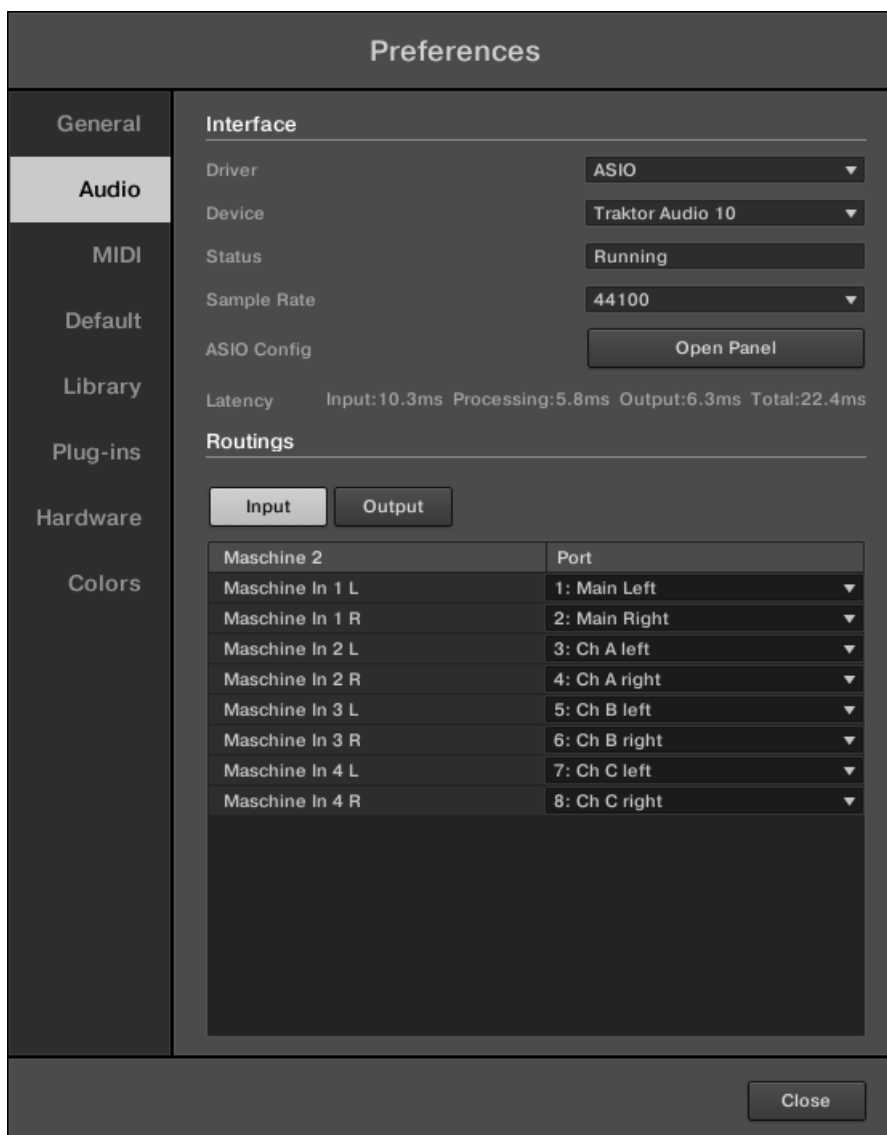 Preferences
General
Audio
MIDI
Default
Library
Plug-ins
Hardware
Colors
Interface
Driver ASIO
Device Traktor Audio 10
Status Running
Sample Rate 44100
ASIO Config Open Panel
Latency Input:10.3ms Processing:5.8ms Output:6.3ms Total:22.4ms
Routings
Input Output
Maschine 2 Port
Maschine In 1 L 1: Main Left
Maschine In 1 R 2: Main Right
Maschine In 2 L 3: Ch A left
Maschine In 2 R 4: Ch A right
Maschine In 3 L 5: Ch B left
Maschine In 3 R 6: Ch B right
Maschine In 4 L 7: Ch C left
Maschine In 4 R 8: Ch C right
Close